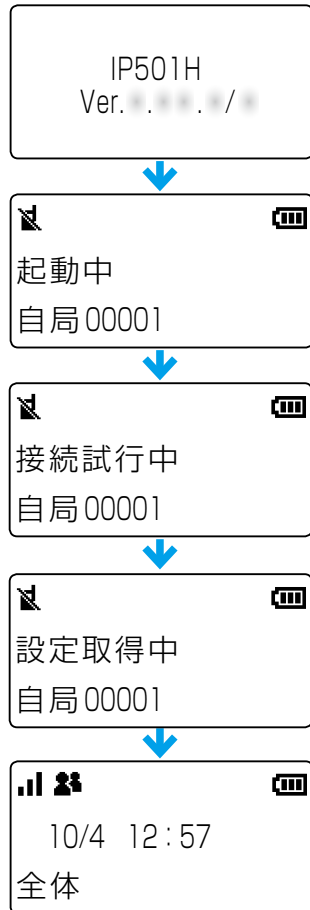 IP501H
Ver.
起動中
自局00001
接続試行中
自局00001
設定取得中
自局00001
10/4 12:57
全体